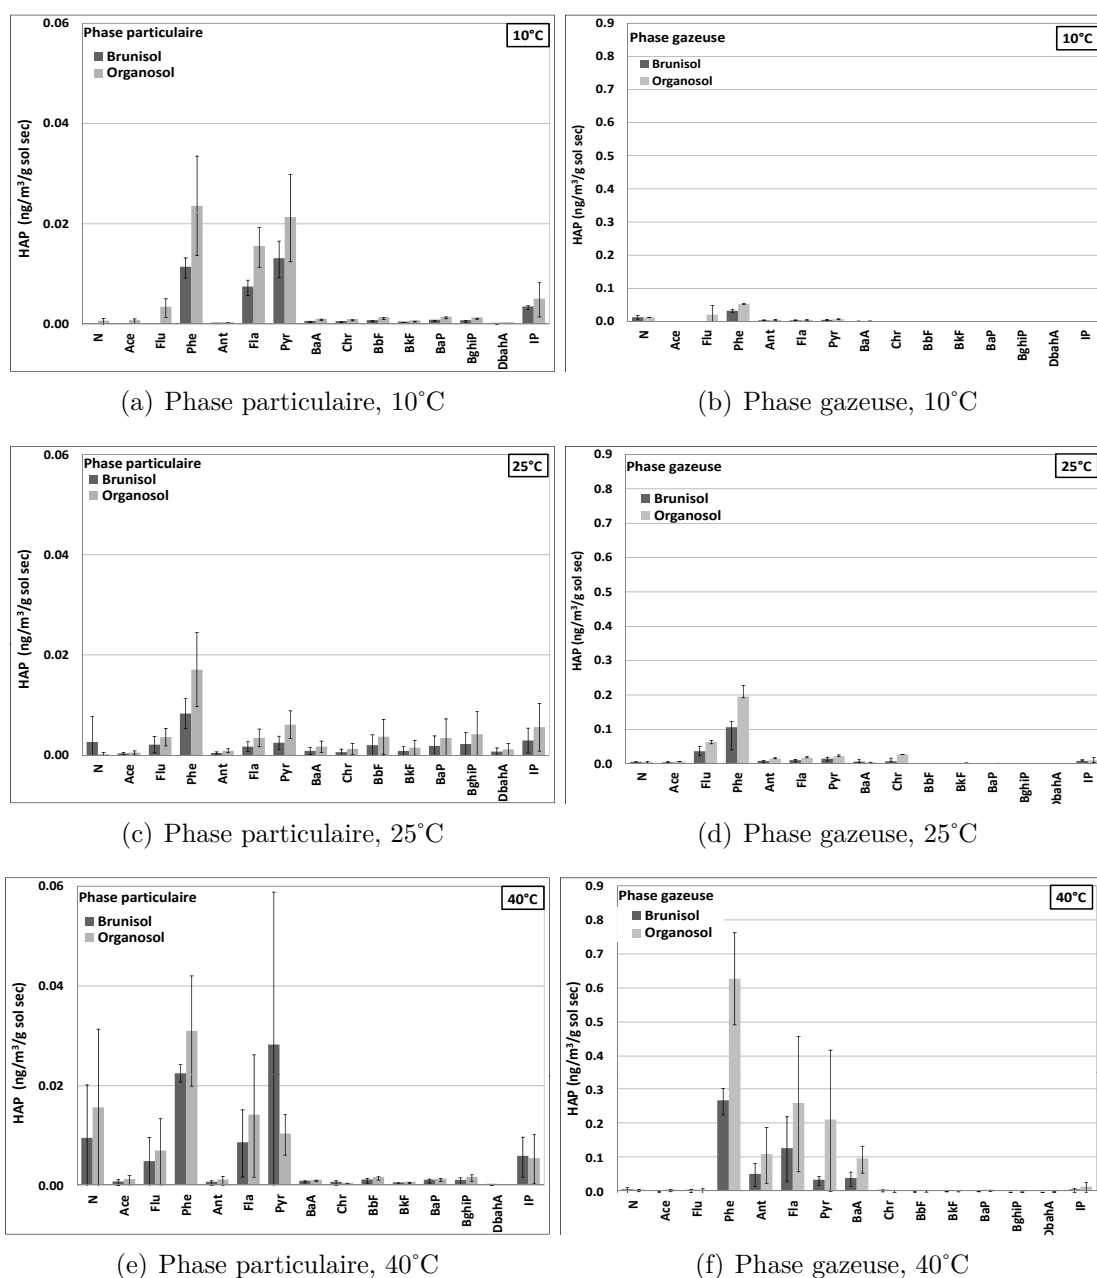 0.06
Phase particulaire
10°C
Brunisol
Organosol
0.04
0.02
0.00
HAP (ng/m³/g sol sec)
N Ace Flu Phe Ant Fla Pyr BaA Chr BbF BkF BaP BghiP DbahA IP
(a) Phase particulaire, 10°C
0.9
Phase gazeuse
10°C
0.8
Brunisol
Organosol
0.7
0.6
0.5
0.4
0.3
0.2
0.1
0.0
HAP (ng/m³/g sol sec)
N Ace Flu Phe Ant Fla Pyr BaA Chr BbF BkF BaP BghiP DbahA IP
(b) Phase gazeuse, 10°C
0.06
Phase particulaire
25°C
Brunisol
Organosol
0.04
0.02
0.00
HAP (ng/m³/g sol sec)
N Ace Flu Phe Ant Fla Pyr BaA Chr BbF BkF BaP BghiP DbahA IP
(c) Phase particulaire, 25°C
0.9
Phase gazeuse
25°C
0.8
Brunisol
Organosol
0.7
0.6
0.5
0.4
0.3
0.2
0.1
0.0
HAP (ng/m³/g sol sec)
N Ace Flu Phe Ant Fla Pyr BaA Chr BbF BkF BaP BghiP DbahA IP
(d) Phase gazeuse, 25°C
0.06
Phase particulaire
40°C
Brunisol
Organosol
0.04
0.02
0.00
HAP (ng/m³/g sol sec)
N Ace Flu Phe Ant Fla Pyr BaA Chr BbF BkF BaP BghiP DbahA IP
(e) Phase particulaire, 40°C
0.9
Phase gazeuse
40°C
0.8
Brunisol
Organosol
0.7
0.6
0.5
0.4
0.3
0.2
0.1
0.0
HAP (ng/m³/g sol sec)
N Ace Flu Phe Ant Fla Pyr BaA Chr BbF BkF BaP BghiP DbahA IP
(f) Phase gazeuse, 40°C